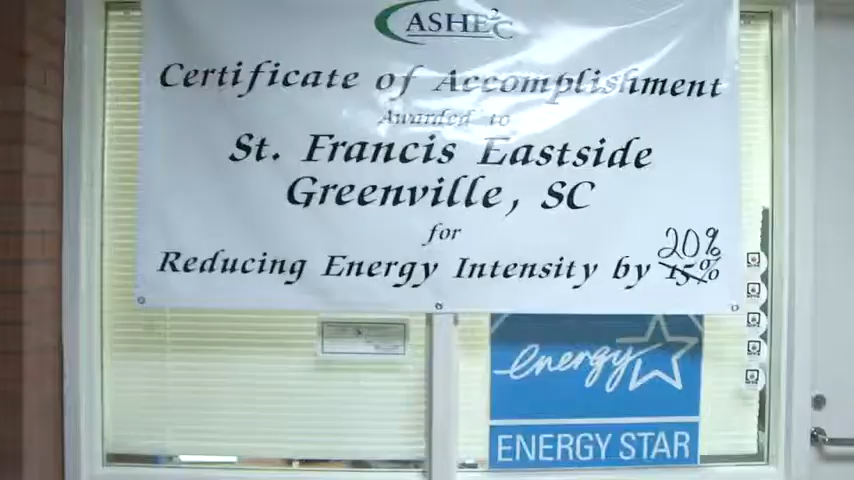 ASHE²C
Certificate of Accomplishment
Awarded to
St. Francis Eastside
Greenville, SC
for
20%
Reducing Energy Intensity by 15%
energy
ENERGY STAR